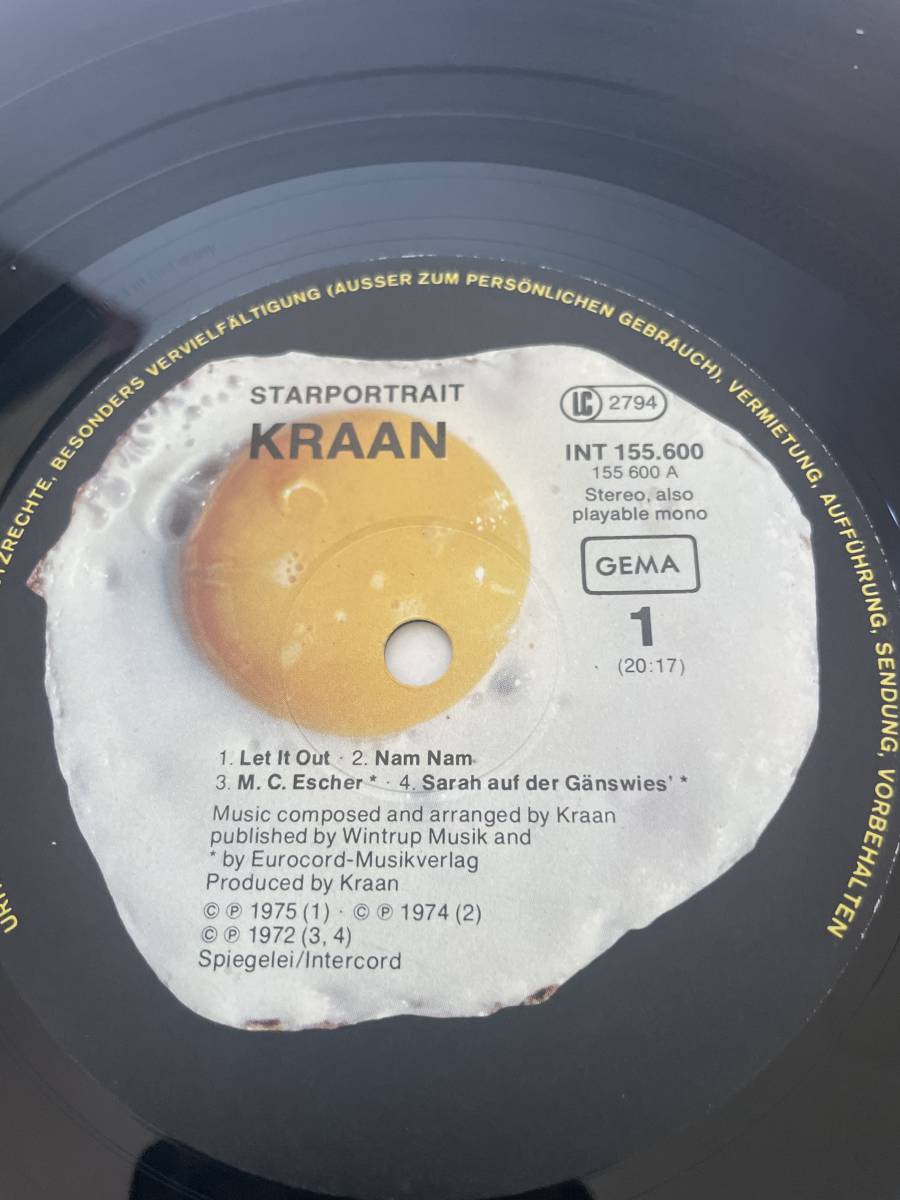 BESONDERS VERVIELFÄLTIGUNG (AUSSER ZUM PERSÖNLICHEN GEBRAUCH), VERMIETUNG, AUFFÜHRUNG, SENDUNG, VORBEHALTEN
STARPORTRAIT
KRAAN
LC 2794
INT 155.600
155 600 A
Stereo, also
playable mono
GEMA
1
(20:17)
1. Let It Out · 2. Nam Nam
3. M. C. Escher * · 4. Sarah auf der Gänswies' *
Music composed and arranged by Kraan
published by Wintrup Musik and
* by Eurocord-Musikverlag
Produced by Kraan
© ℗ 1975 (1) · © ℗ 1974 (2)
© ℗ 1972 (3, 4)
Spiegelei/Intercord